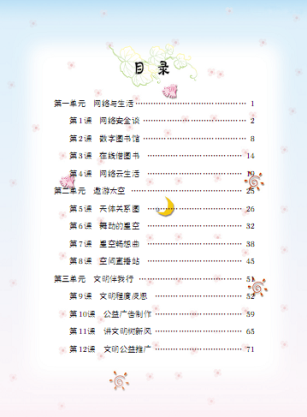 目录
第一单元 网络与生活 1
第1课 网络安全谈 2
第2课 数字图书馆 8
第3课 在线借图书 14
第4课 网络云生活 19
第二单元 遨游太空 25
第5课 天体关系图 26
第6课 舞动的星空 32
第7课 星空畅想曲 38
第8课 空间直播站 45
第三单元 文明伴我行 51
第9课 文明程度浸思 52
第10课 公益广告制作 59
第11课 讲文明树新风 65
第12课 文明公益推广 71